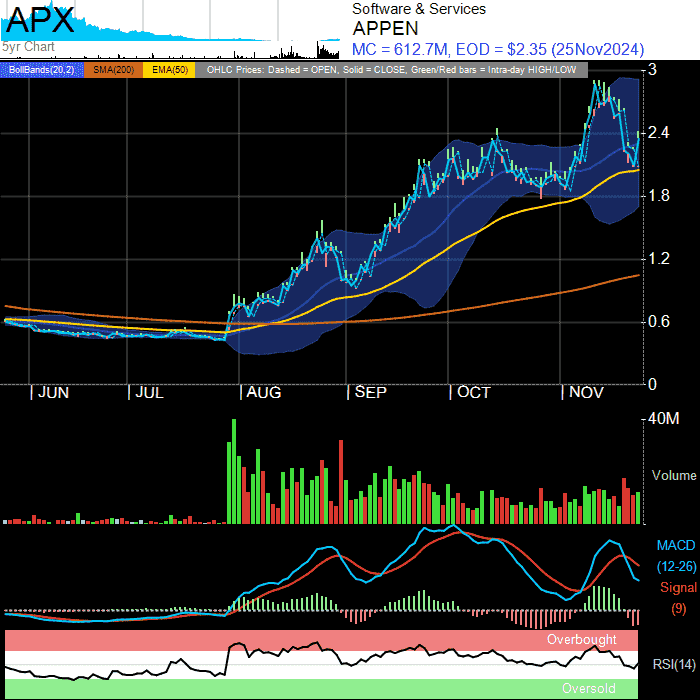 APX
5yr Chart
Software & Services
APPEN
MC = 612.7M, EOD = $2.35 (25Nov2024)
BollBands(20,2) SMA(200) EMA(50) OHLC Prices: Dashed = OPEN, Solid = CLOSE, Green/Red bars = Intra-day HIGH/LOW
3
2.4
1.8
1.2
0.6
0
| JUN | JUL | AUG | SEP | OCT | NOV
40M
Volume
MACD
(12-26)
Signal
(9)
Overbought
RSI(14)
Oversold